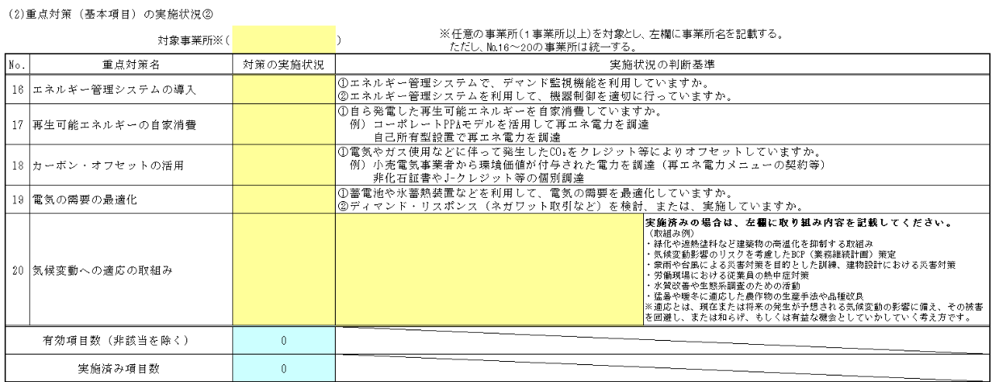 (2)重点対策（基本項目）の実施状況②
対象事業所※(　　　　　)
※任意の事業所(1事業所以上)を対象とし、左欄に事業所名を記載する。
ただし、№16～20の事業所は統一する。
No. 重点対策名 対策の実施状況 実施状況の判断基準
16 エネルギー管理システムの導入
①エネルギー管理システムで、デマンド監視機能を利用していますか。
②エネルギー管理システムを利用して、機器制御を適切に行っていますか。
17 再生可能エネルギーの自家消費
①自ら発電した再生可能エネルギーを自家消費していますか。
例）コーポレートPPAモデルを活用して再エネ電力を調達
自己所有型設置で再エネ電力を調達
18 カーボン・オフセットの活用
①電気やガス使用などに伴って発生したCO₂をクレジット等によりオフセットしていますか。
例）小売電気事業者から環境価値が付与された電力を調達（再エネ電力メニューの契約等）
非化石証書やJ-クレジット等の個別調達
19 電気の需要の最適化
①蓄電池や氷蓄熱装置などを利用して、電気の需要を最適化していますか。
②ディマンド・リスポンス（ネガワット取引など）を検討、または、実施していますか。
20 気候変動への適応の取組み
実施済みの場合は、左欄に取り組み内容を記載してください。
（取組み例）
・緑化や遮熱塗料など建築物の高温化を抑制する取組み
・気候変動影響のリスクを考慮したBCP（業務継続計画）策定
・豪雨や台風による災害対策を目的とした訓練、建物設計における災害対策
・労働現場における従業員の熱中症対策
・水質改善や生態系調査のための活動
・猛暑や暖冬に適応した農作物の生産手法や品種改良
※適応とは、現在または将来の発生が予想される気候変動の影響に備え、その被害
を回避し、または和らげ、もしくは有益な機会としていかしていく考え方です。
有効項目数（非該当を除く） 0
実施済み項目数 0